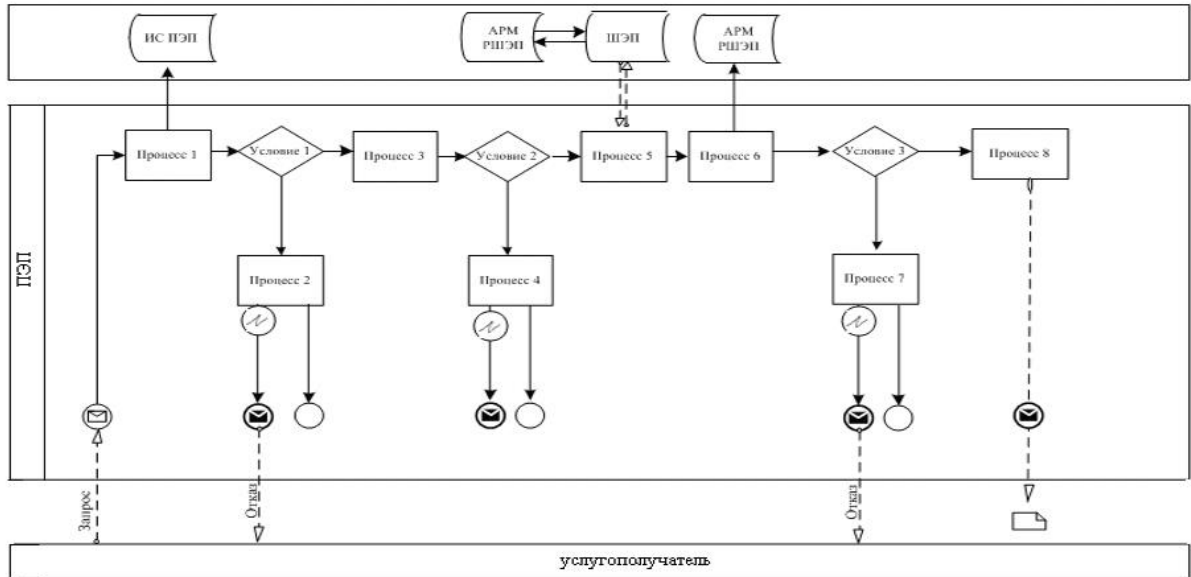 ИС ПЭП
АРМ
РШЭП
ШЭП
АРМ
РШЭП
ПЭП
Процесс 1
Условие 1
Процесс 3
Условие 2
Процесс 5
Процесс 6
Условие 3
Процесс 8
Процесс 2
Процесс 4
Процесс 7
Запрос
Отказ
Отказ
услугополучатель